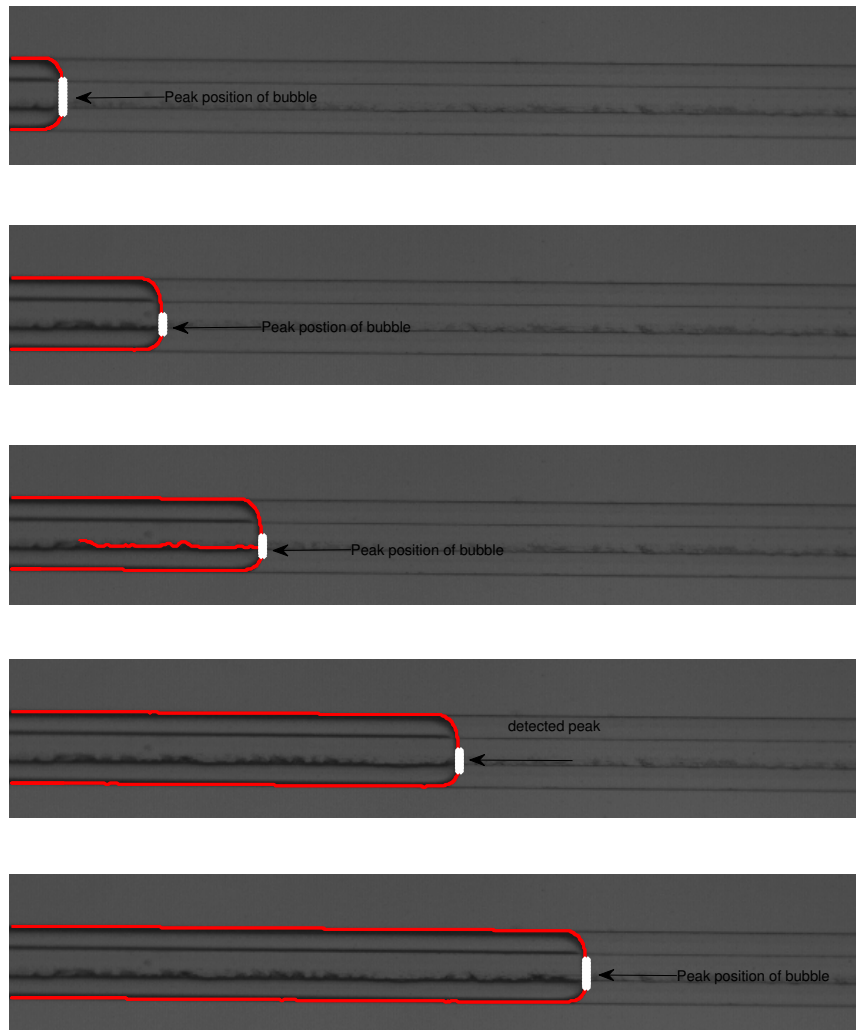 Peak position of bubble
Peak postion of bubble
Peak position of bubble
detected peak
Peak position of bubble